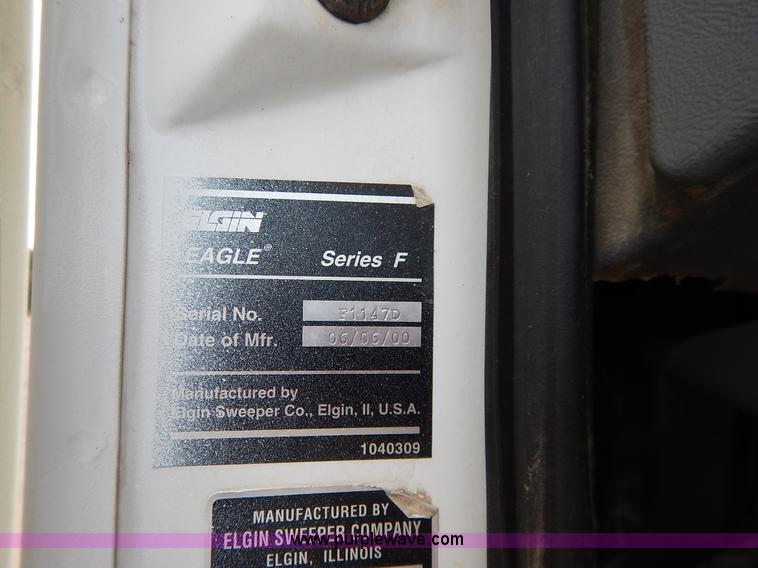 ELGIN
EAGLE® Series F
Serial No. F1147D
Date of Mfr. 06/06/00
Manufactured by
Elgin Sweeper Co., Elgin, Il, U.S.A.
1040309
MANUFACTURED BY
ELGIN SWEEPER COMPANY
www.purplewave.com
ELGIN, ILLINOIS